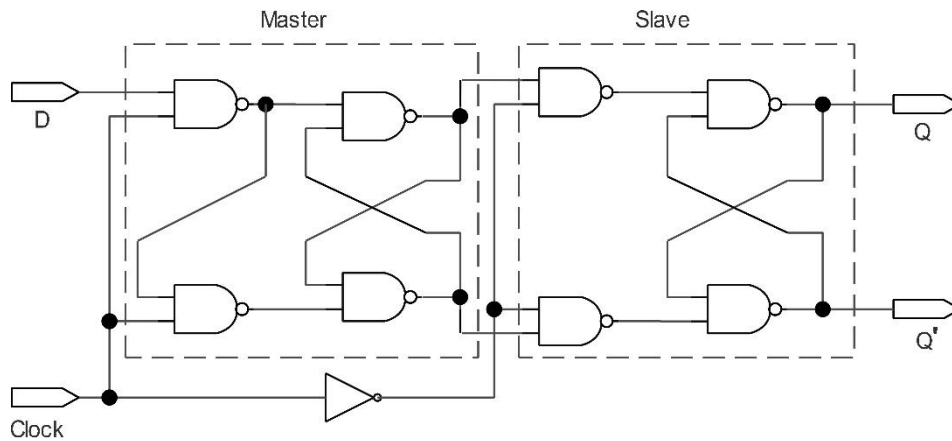 Master
Slave
D
Q
Q'
Clock